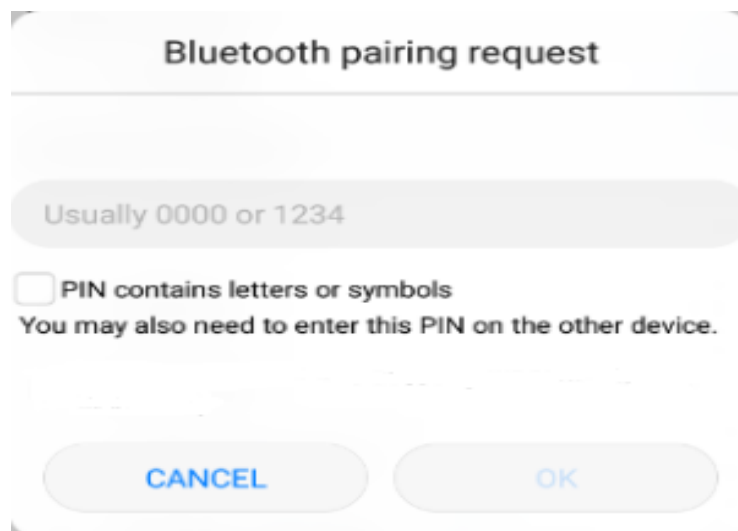 Bluetooth pairing request
Usually 0000 or 1234
PIN contains letters or symbols
You may also need to enter this PIN on the other device.
CANCEL
OK